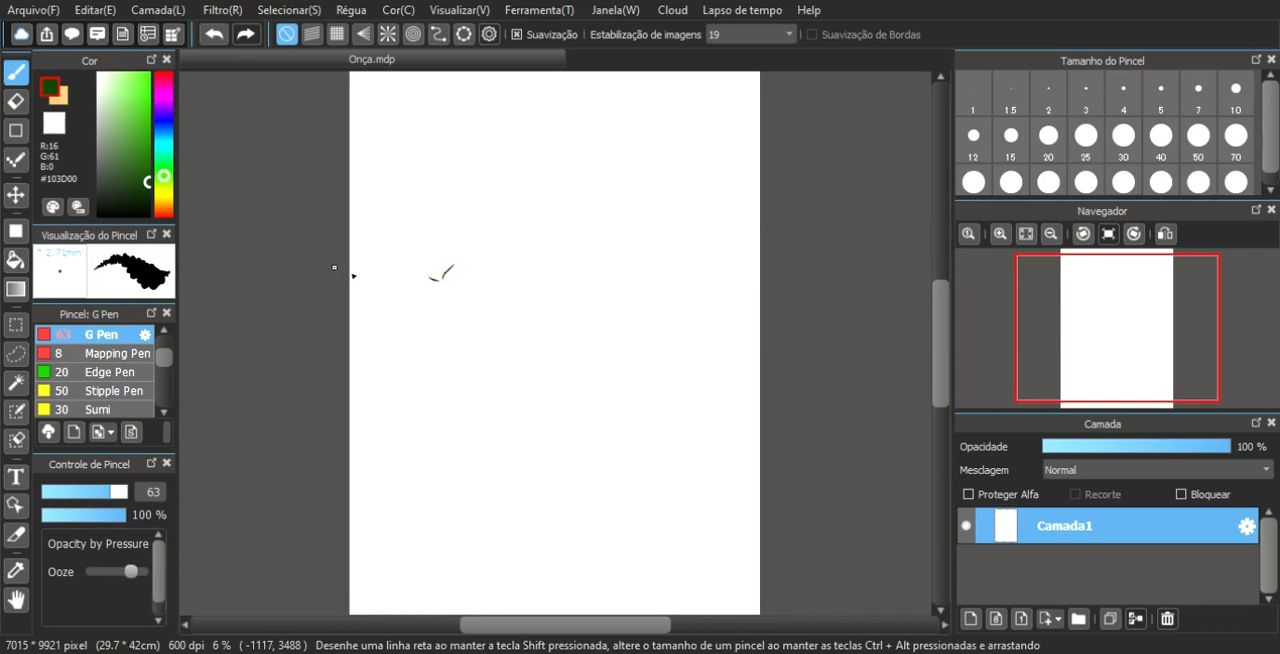 Arquivo(F) Editar(E) Camada(L) Filtro(R) Selecionar(S) Régua Cor(C) Visualizar(V) Ferramenta(T) Janela(W) Cloud Lapso de tempo Help
Suavização Estabilização de imagens 19 Suavização de Bordas
Cor
Onça.mdp
Tamanho do Pincel
1 1.5 2 3 4 5 7 10
12 15 20 25 30 40 50 70
R:16
G:61
B:0
#103D00
Navegador
Visualização do Pincel
* 2.71mm
Pincel: G Pen
63 G Pen
8 Mapping Pen
20 Edge Pen
50 Stipple Pen
30 Sumi
Camada
Opacidade 100 %
Mesclagem Normal
Proteger Alfa Recorte Bloquear
Camada1
Controle de Pincel
63
100 %
Opacity by Pressure
Ooze
7015 * 9921 pixel (29.7 * 42cm) 600 dpi 6 % ( -1117, 3488 ) Desenhe uma linha reta ao manter a tecla Shift pressionada, altere o tamanho de um pincel ao manter as teclas Ctrl + Alt pressionadas e arrastando